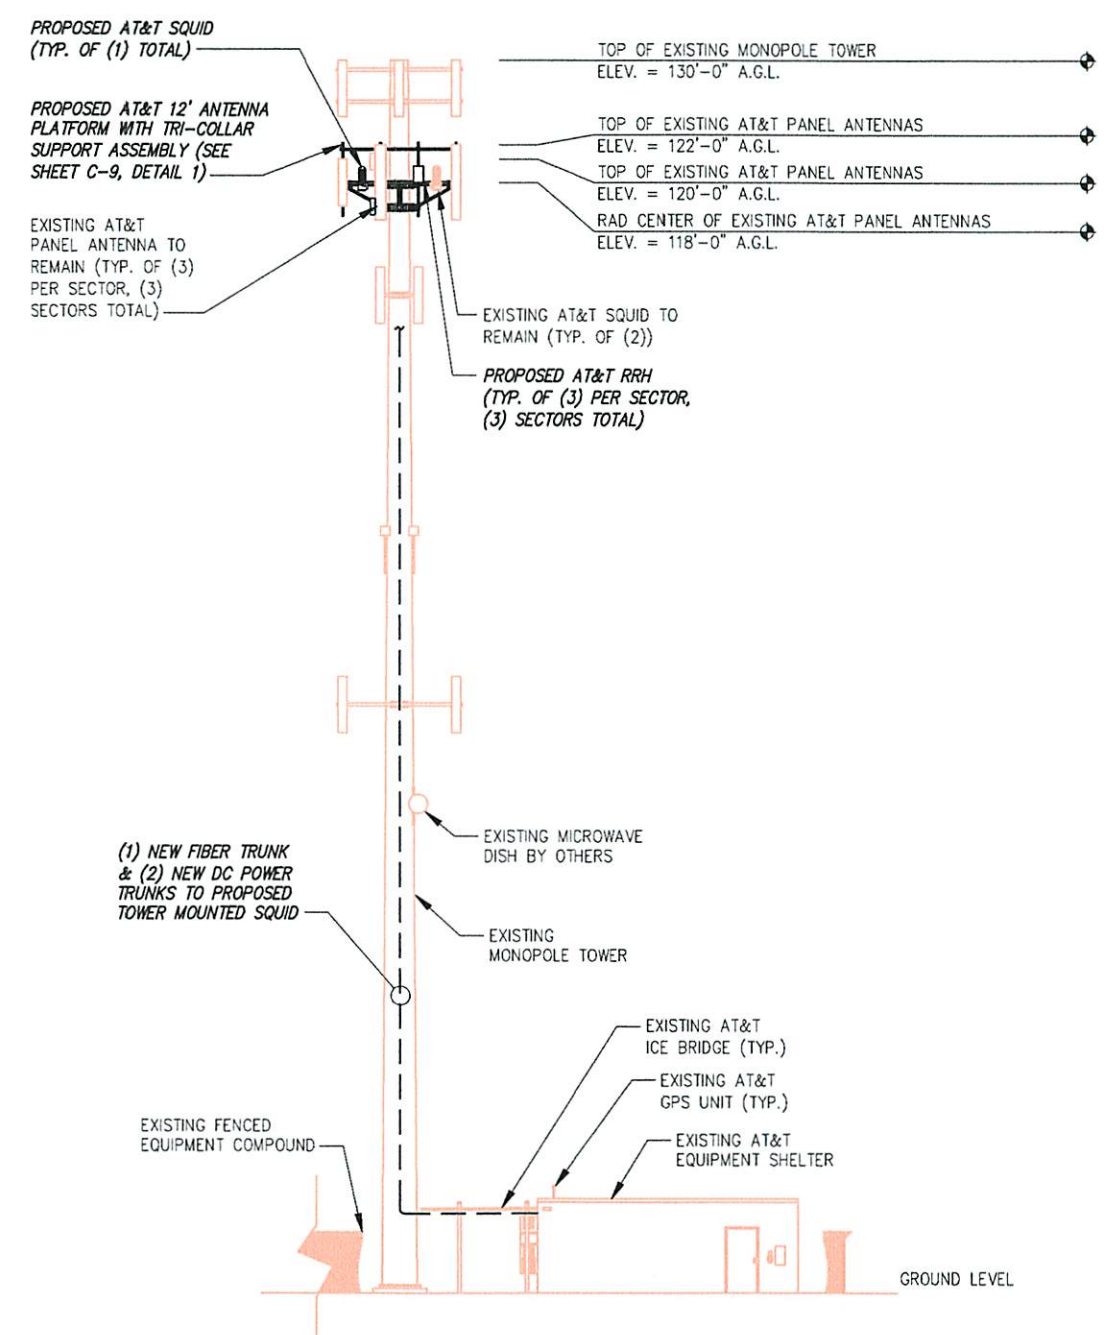 PROPOSED AT&T SQUID
(TYP. OF (1) TOTAL)
PROPOSED AT&T 12' ANTENNA
PLATFORM WITH TRI-COLLAR
SUPPORT ASSEMBLY (SEE
SHEET C-9, DETAIL 1)
EXISTING AT&T
PANEL ANTENNA TO
REMAIN (TYP. OF (3)
PER SECTOR, (3)
SECTORS TOTAL)
TOP OF EXISTING MONOPOLE TOWER
ELEV. = 130'-0" A.G.L.
TOP OF EXISTING AT&T PANEL ANTENNAS
ELEV. = 122'-0" A.G.L.
TOP OF EXISTING AT&T PANEL ANTENNAS
ELEV. = 120'-0" A.G.L.
RAD CENTER OF EXISTING AT&T PANEL ANTENNAS
ELEV. = 118'-0" A.G.L.
EXISTING AT&T SQUID TO
REMAIN (TYP. OF (2))
PROPOSED AT&T RRH
(TYP. OF (3) PER SECTOR,
(3) SECTORS TOTAL)
EXISTING MICROWAVE
DISH BY OTHERS
(1) NEW FIBER TRUNK
& (2) NEW DC POWER
TRUNKS TO PROPOSED
TOWER MOUNTED SQUID
EXISTING
MONOPOLE TOWER
EXISTING AT&T
ICE BRIDGE (TYP.)
EXISTING AT&T
GPS UNIT (TYP.)
EXISTING FENCED
EQUIPMENT COMPOUND
EXISTING AT&T
EQUIPMENT SHELTER
GROUND LEVEL